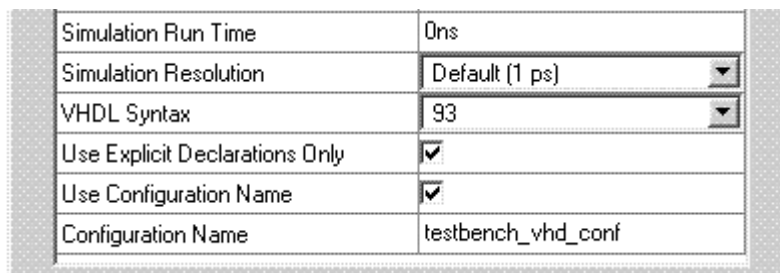 Simulation Run Time 0ns
Simulation Resolution Default (1 ps)
VHDL Syntax 93
Use Explicit Declarations Only
Use Configuration Name
Configuration Name testbench_vhd_conf